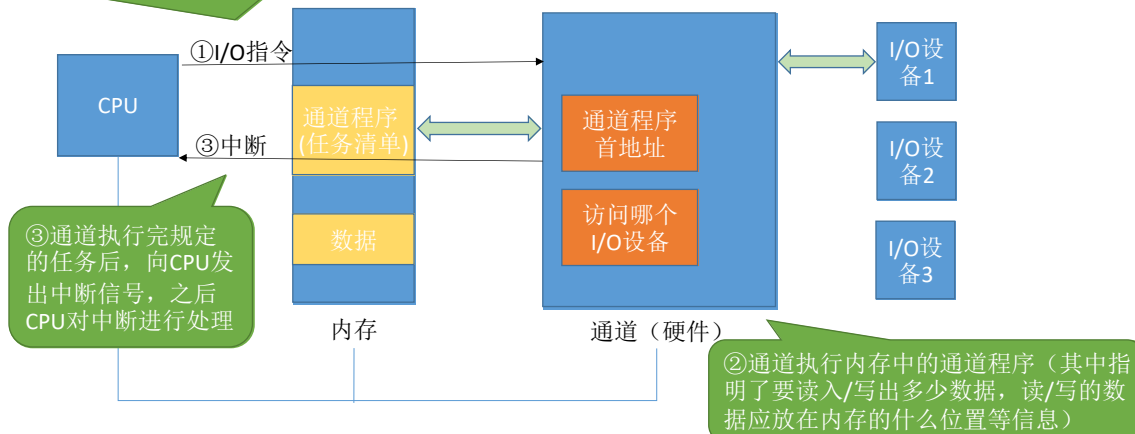 ①I/O指令
CPU
通道程序
(任务清单)
③中断
数据
内存
通道程序
首地址
访问哪个
I/O设备
通道（硬件）
I/O设
备1
I/O设
备2
I/O设
备3
③通道执行完规定
的任务后，向CPU发
出中断信号，之后
CPU对中断进行处理
②通道执行内存中的通道程序（其中指
明了要读入/写出多少数据，读/写的数
据应放在内存的什么位置等信息）